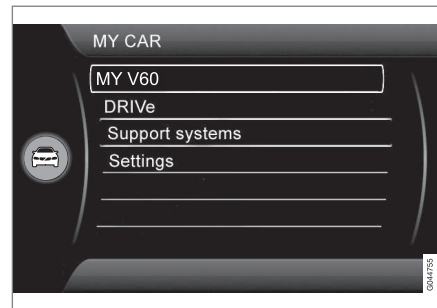 MY CAR
MY V60
DRIVe
Support systems
Settings
G044755